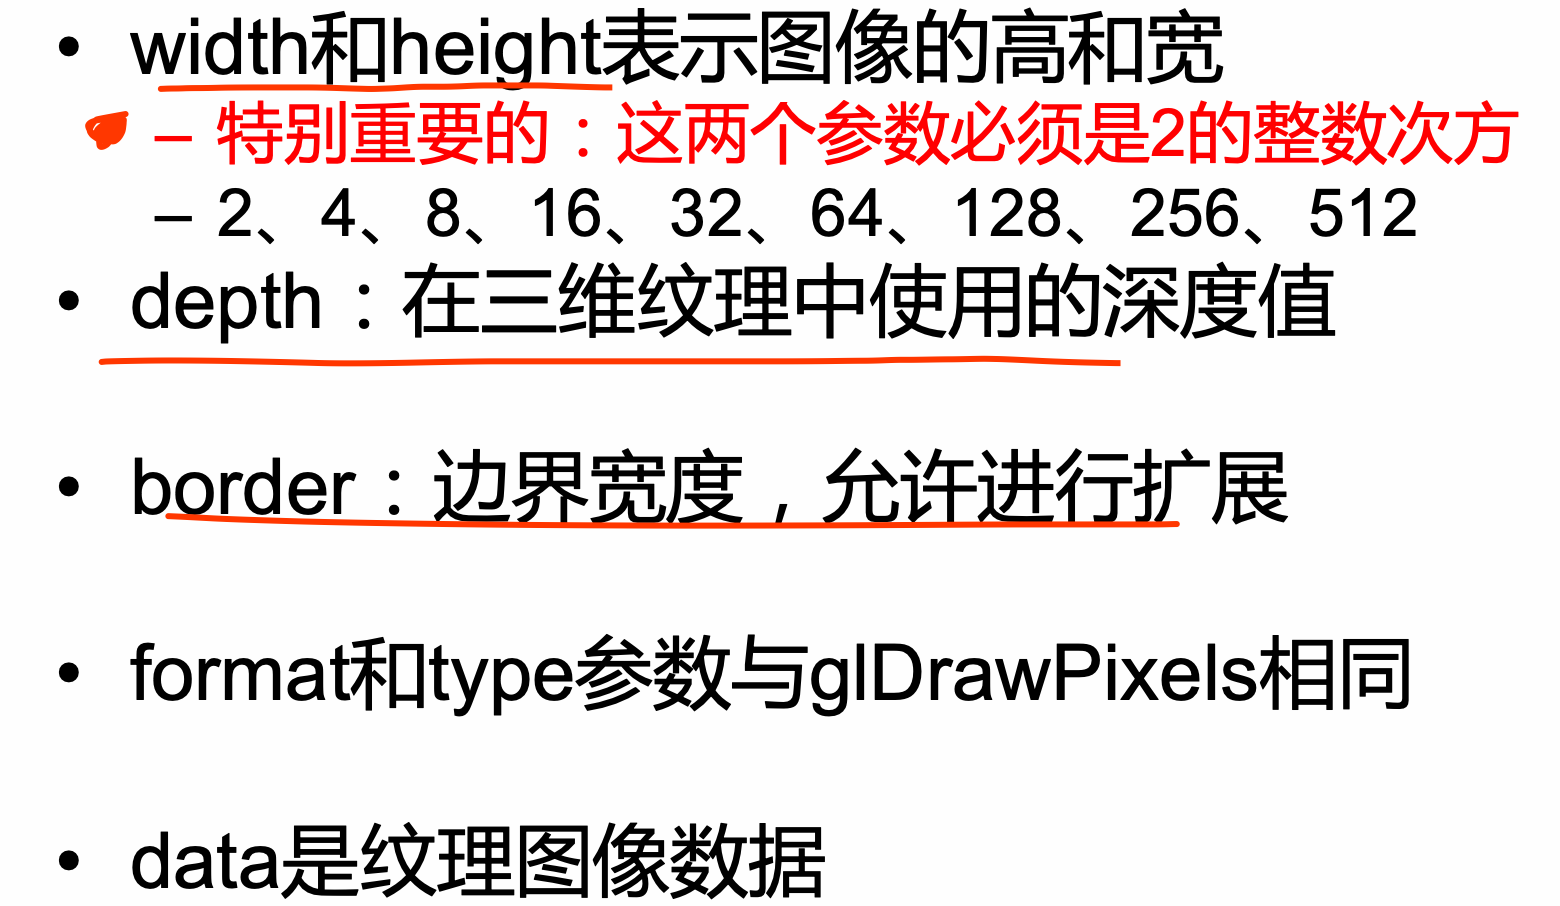 • width和height表示图像的高和宽
– 特别重要的：这两个参数必须是2的整数次方
– 2、4、8、16、32、64、128、256、512
• depth：在三维纹理中使用的深度值
• border：边界宽度，允许进行扩展
• format和type参数与glDrawPixels相同
• data是纹理图像数据